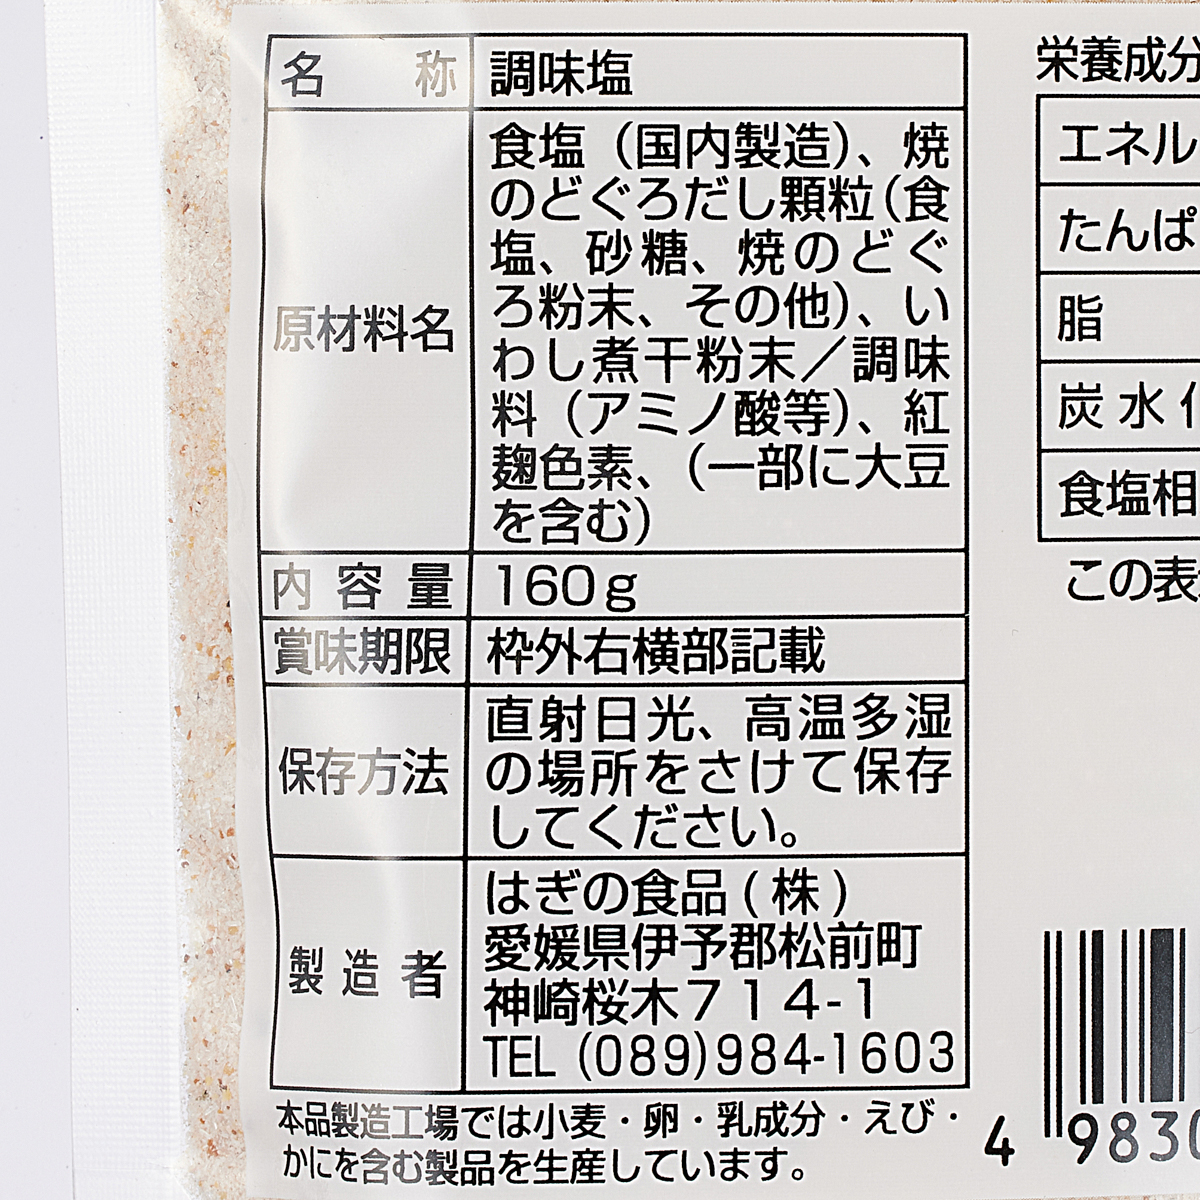 名称 調味塩
原材料名
食塩（国内製造）、焼
のどぐろだし顆粒（食
塩、砂糖、焼のどぐ
ろ粉末、その他）、い
わし煮干粉末／調味
料（アミノ酸等）、紅
麹色素、（一部に大豆
を含む）
内容量 160g
賞味期限 枠外右横部記載
保存方法
直射日光、高温多湿
の場所をさけて保存
してください。
製造者
はぎの食品(株)
愛媛県伊予郡松前町
神崎桜木714-1
TEL (089)984-1603
本品製造工場では小麦・卵・乳成分・えび・
かにを含む製品を生産しています。
栄養成分
エネル
たんぱ
脂
炭水
食塩相
この表
4 983